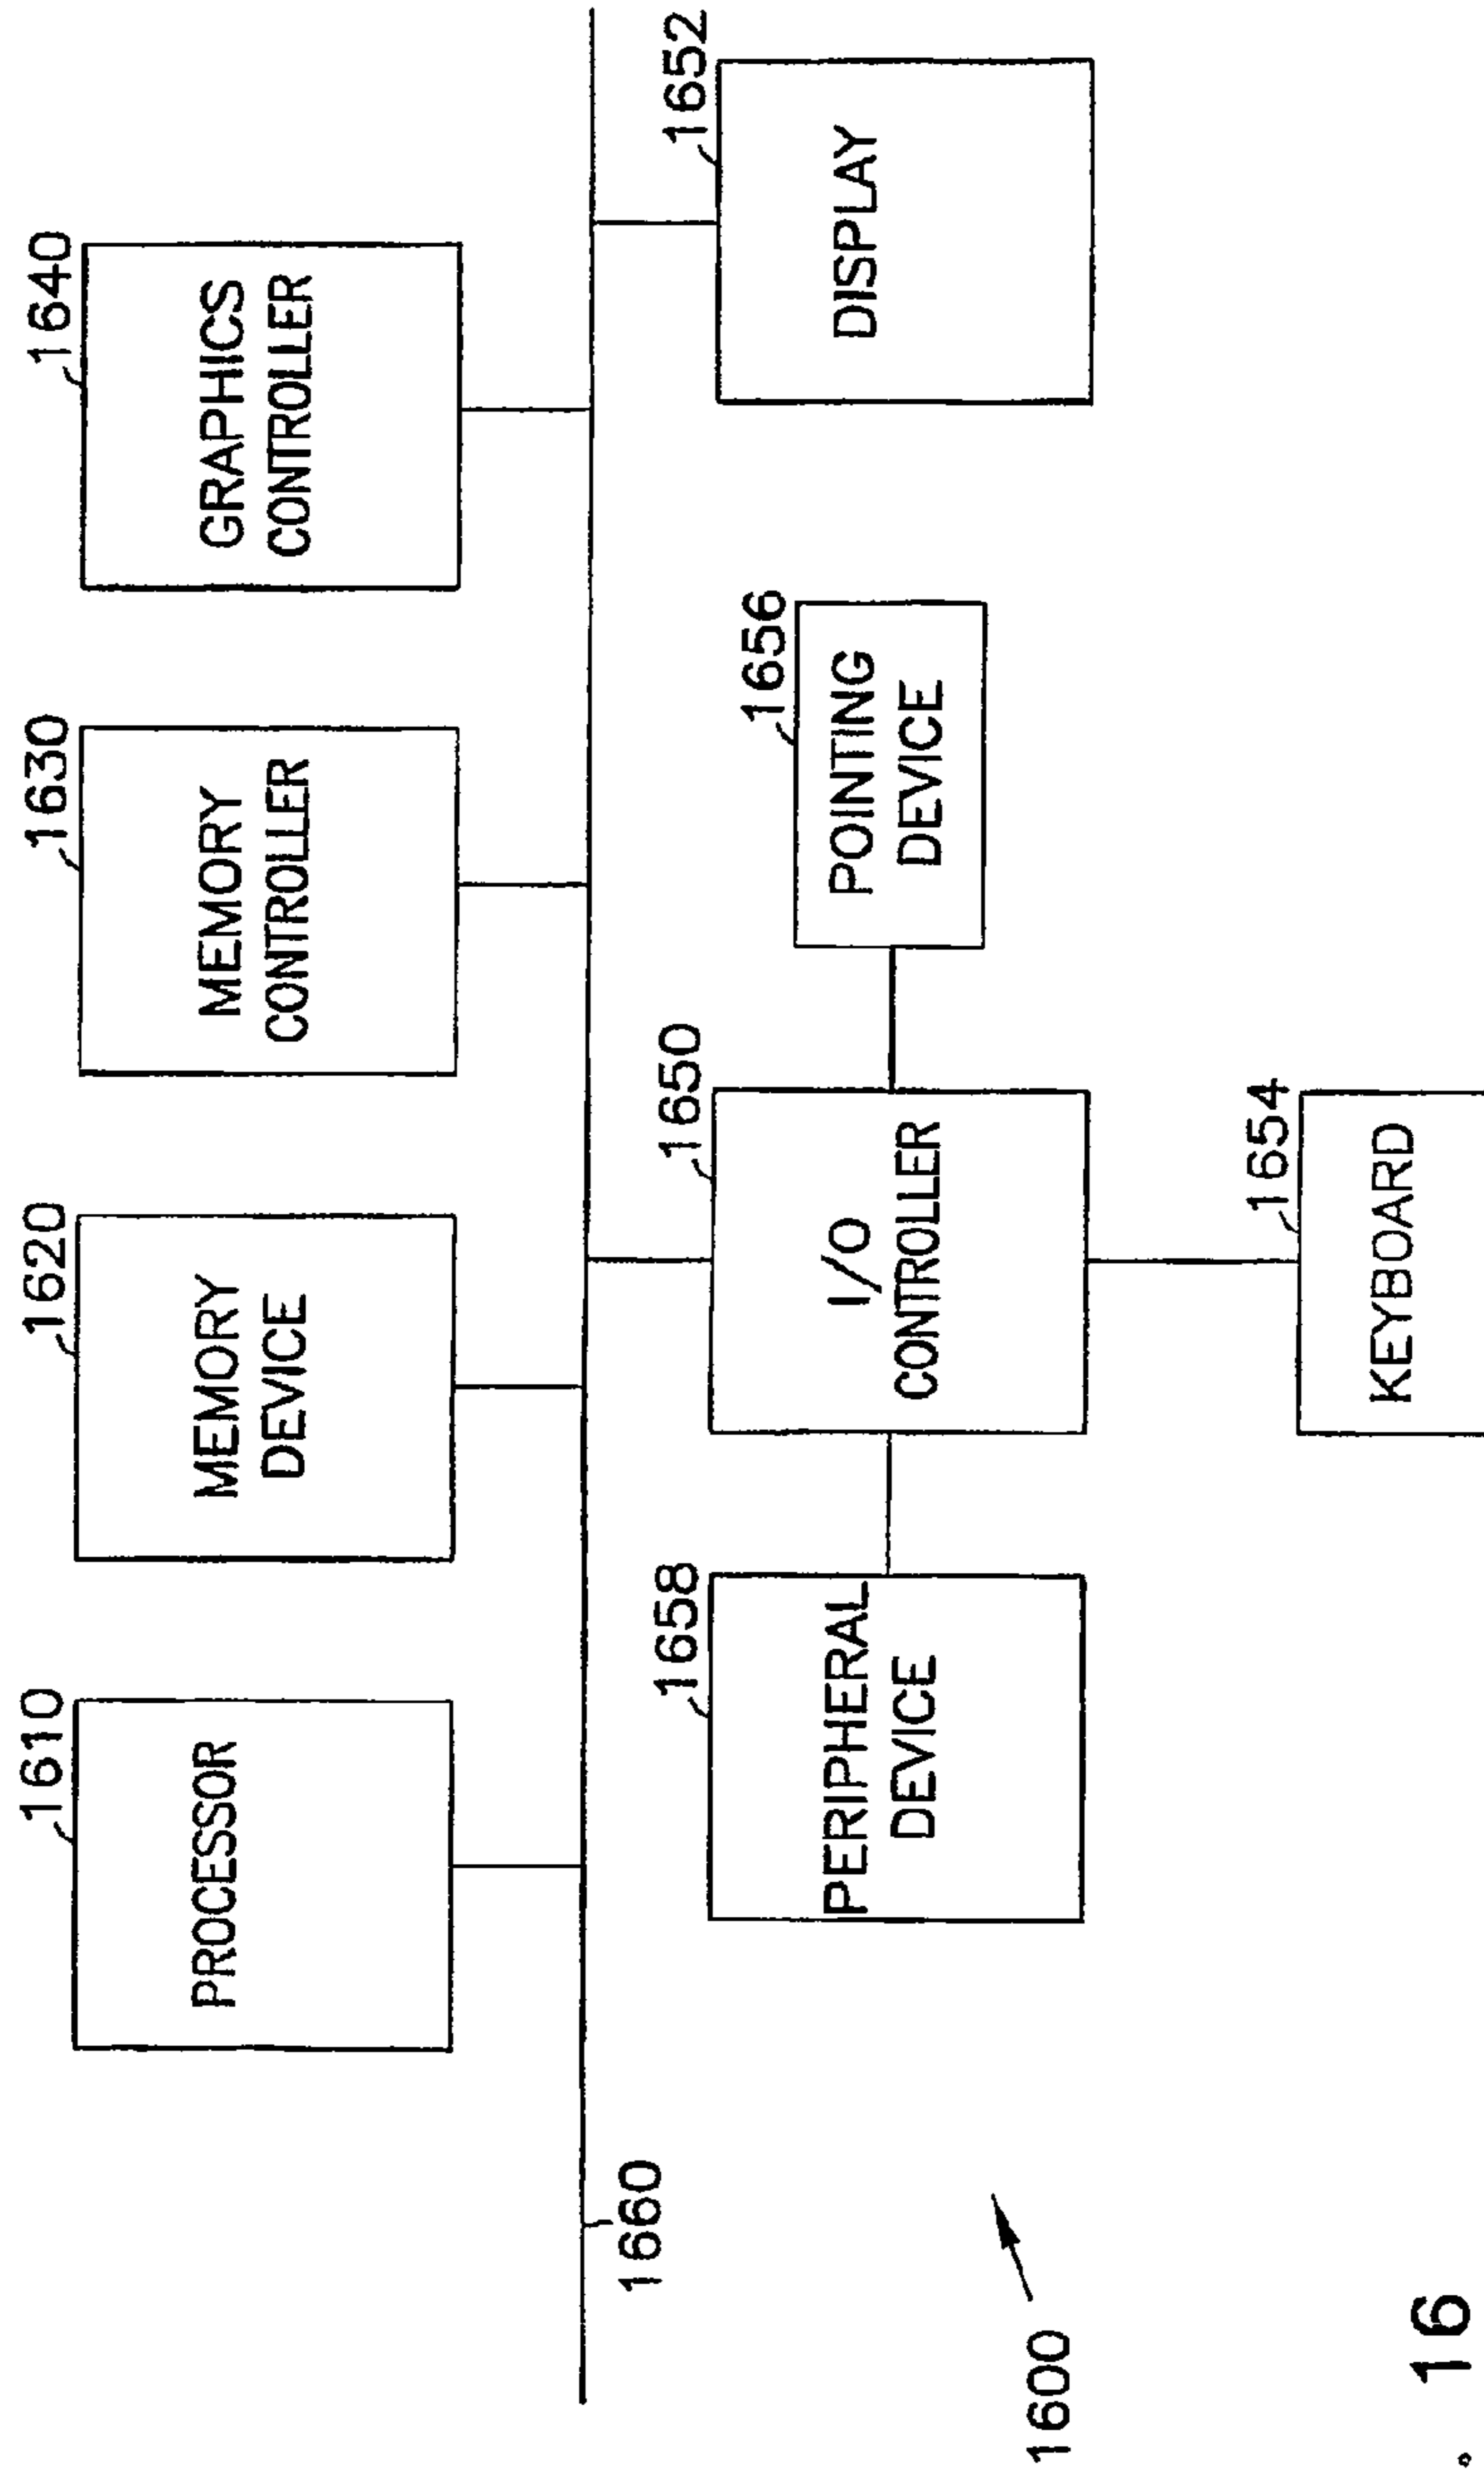 1610
PROCESSOR
1620
MEMORY
DEVICE
1630
MEMORY
CONTROLLER
1640
GRAPHICS
CONTROLLER
1660
1658
PERIPHERAL
DEVICE
1650
I/O
CONTROLLER
1656
POINTING
DEVICE
1652
DISPLAY
1600
1654
KEYBOARD
. 16